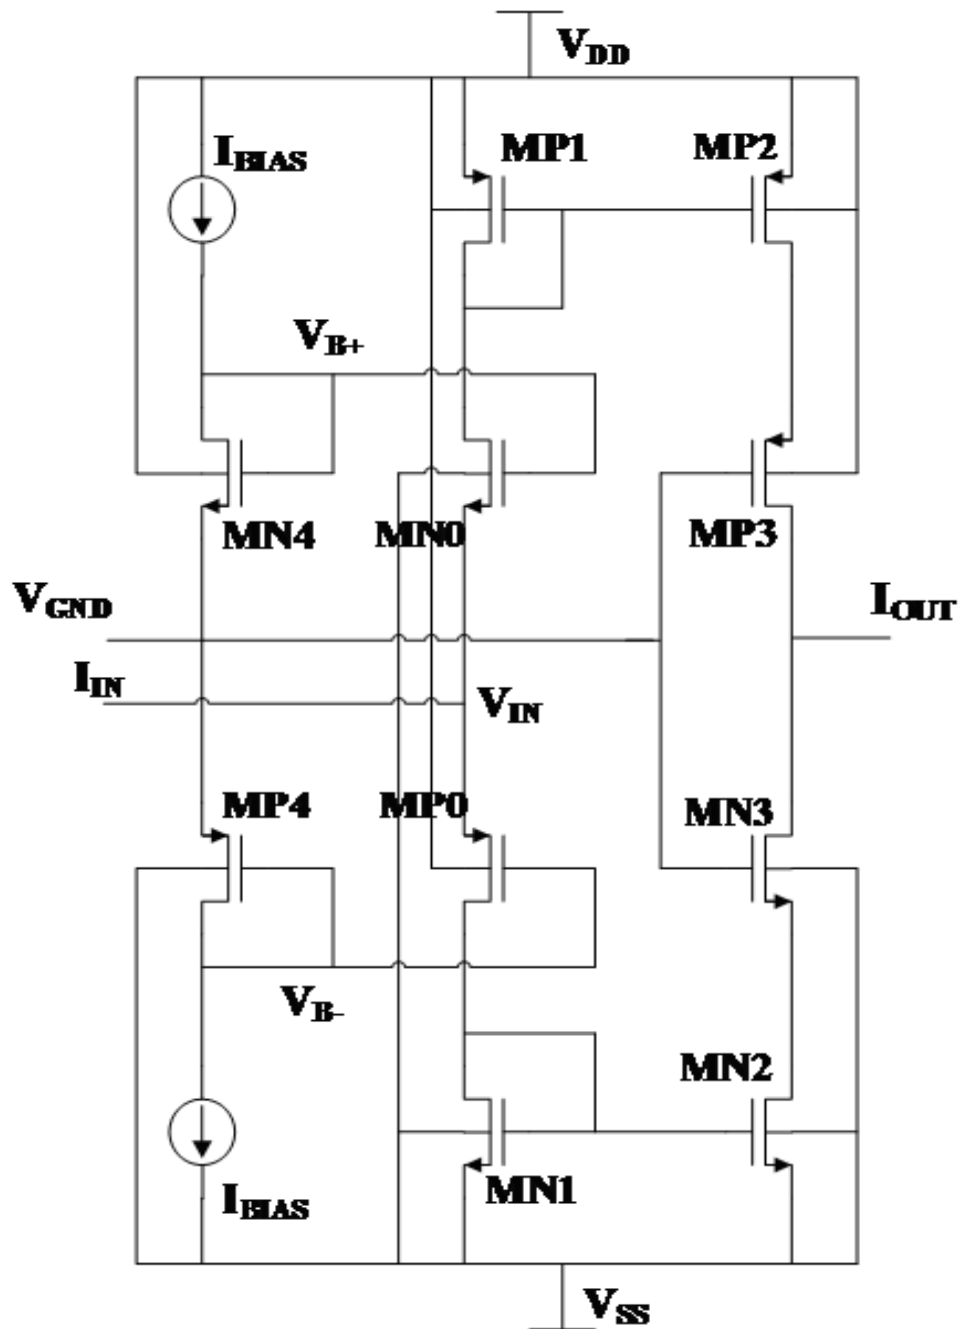 VDD
IBIAS
MP1
MP2
VB+
MN4
MN0
MP3
VGND
IOUT
IIN
VIN
MP4
MP0
MN3
VB-
MN2
IBIAS
MN1
VSS